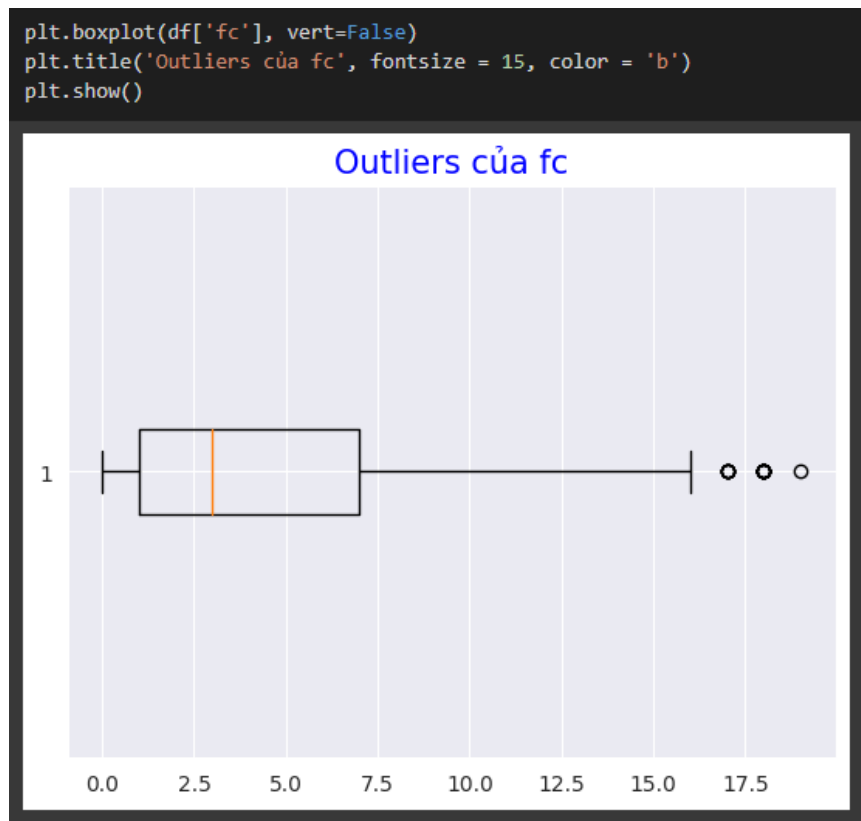 plt.boxplot(df['fc'], vert=False)
plt.title('Outliers của fc', fontsize = 15, color = 'b')
plt.show()
Outliers của fc
1
0.0 2.5 5.0 7.5 10.0 12.5 15.0 17.5